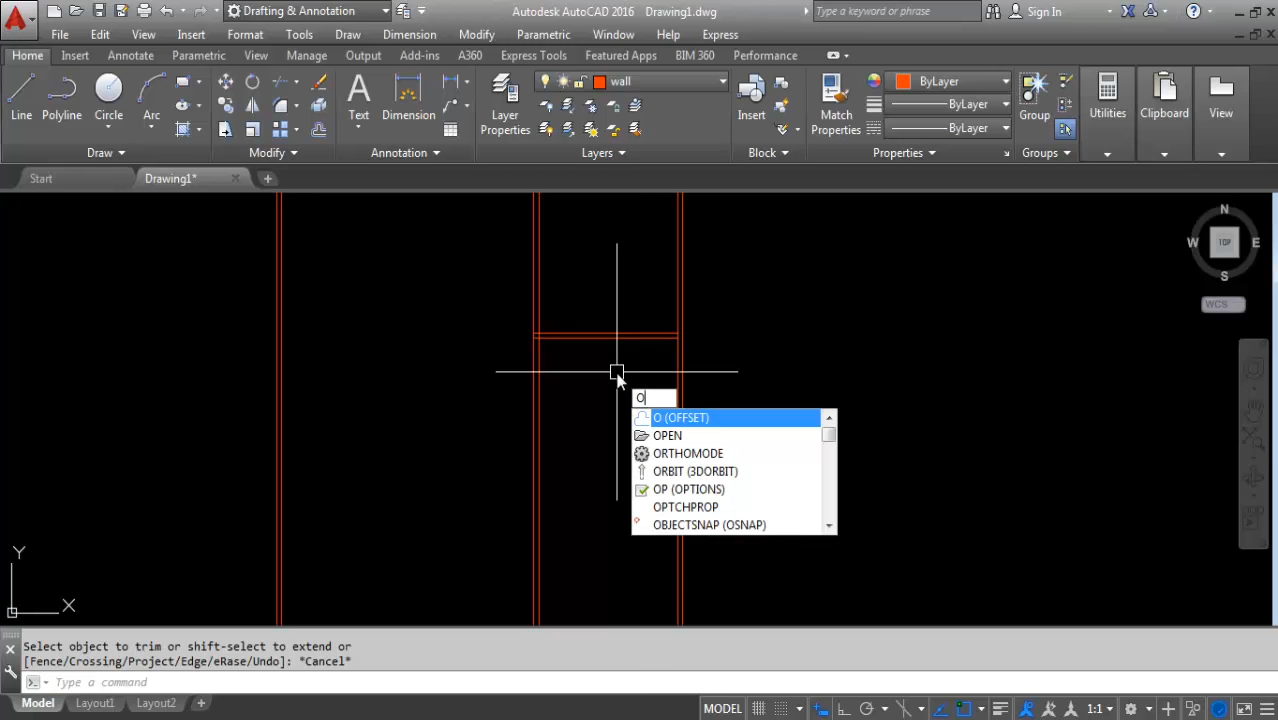 Drafting & Annotation
Autodesk AutoCAD 2016 Drawing1.dwg
Type a keyword or phrase
Sign In
File Edit View Insert Format Tools Draw Dimension Modify Parametric Window Help Express
Home Insert Annotate Parametric View Manage Output Add-ins A360 Express Tools Featured Apps BIM 360 Performance
wall
ByLayer
ByLayer
ByLayer
Line Polyline Circle Arc
Text Dimension
Layer Properties
Insert
Match Properties
Group
Utilities
Clipboard
View
Draw Modify Annotation Layers Block Properties Groups
Start Drawing1*
N
W TOP E
S
WCS
O
O (OFFSET)
OPEN
ORTHOMODE
ORBIT (3DORBIT)
OP (OPTIONS)
OPTCHPROP
OBJECTSNAP (OSNAP)
Y
X
Select object to trim or shift-select to extend or
[Fence/Crossing/Project/Edge/eRase/Undo]: *Cancel*
Type a command
Model Layout1 Layout2
MODEL
1:1